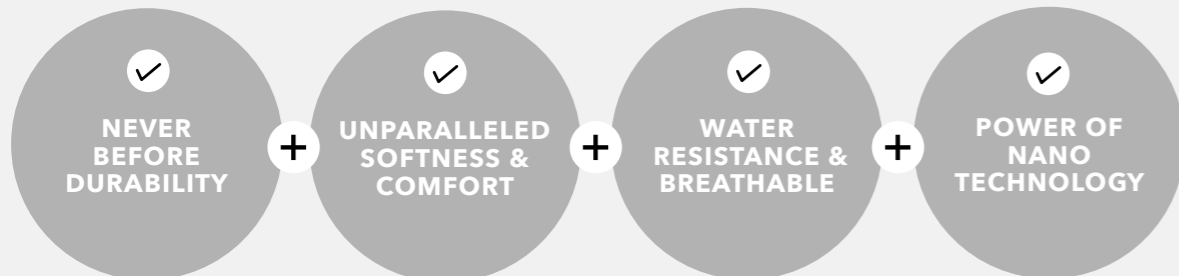 NEVER
BEFORE
DURABILITY
+
UNPARALLELED
SOFTNESS &
COMFORT
+
WATER
RESISTANCE &
BREATHABLE
+
POWER OF
NANO
TECHNOLOGY